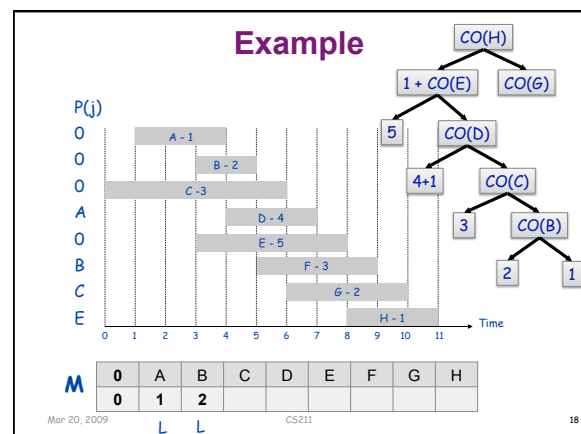 Example
CO(H)
1 + CO(E)
CO(G)
5
CO(D)
4+1
CO(C)
3
CO(B)
2
1
P(j)
0
A - 1
0
B - 2
0
C -3
A
D - 4
0
E - 5
B
F - 3
C
G - 2
E
H - 1
Time
0 1 2 3 4 5 6 7 8 9 10 11
M
0 A B C D E F G H
0 1 2
L L
Mar 20, 2009
CS211
18